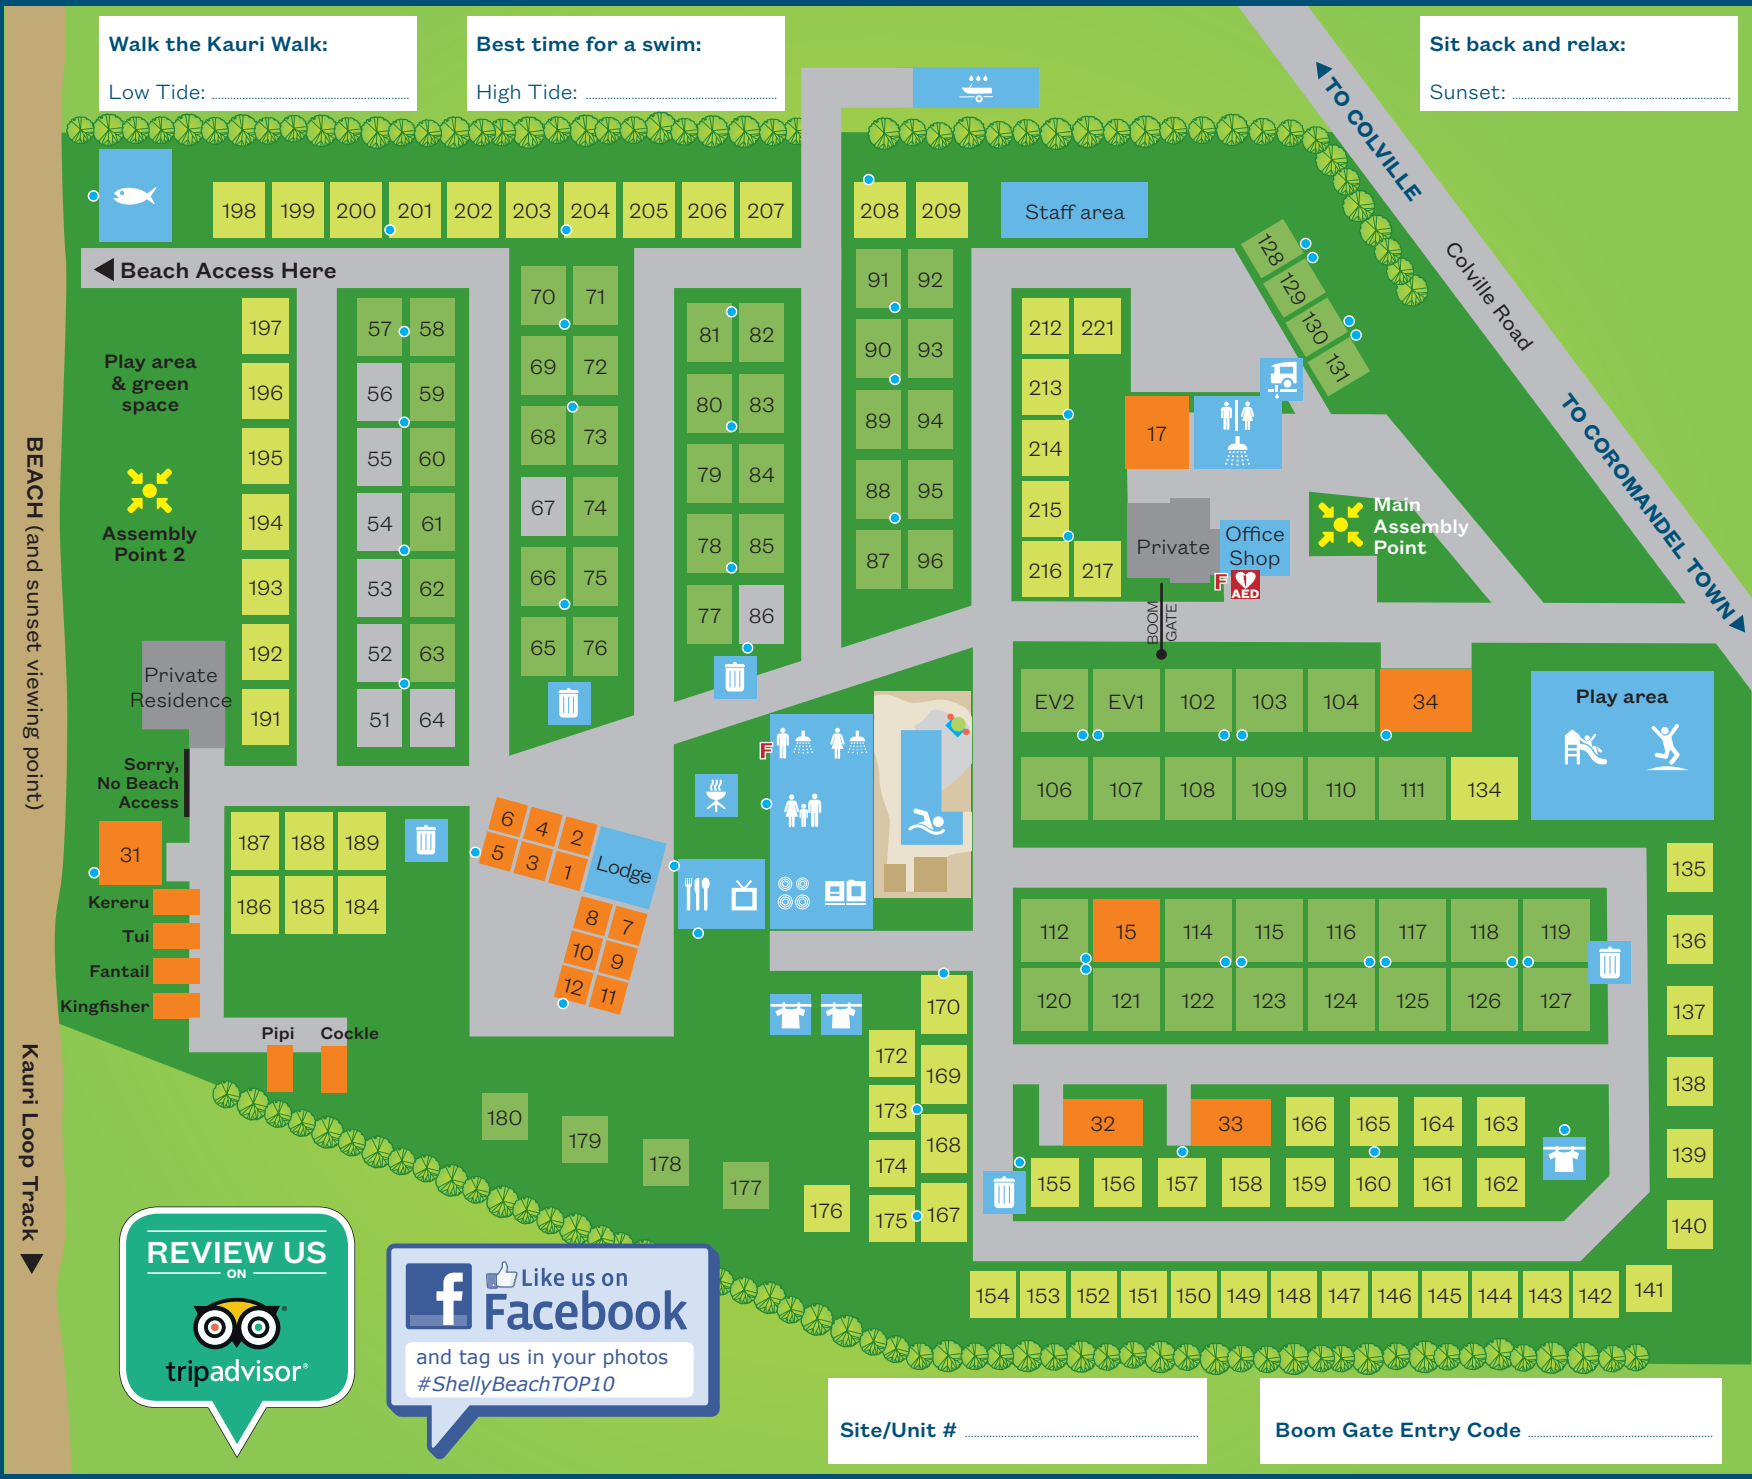 Walk the Kauri Walk:
Low Tide:
Best time for a swim:
High Tide:
Sit back and relax:
Sunset:
TO COLVILLE
Colville Road
TO COROMANDEL TOWN
198 199 200 201 202 203 204 205 206 207
208 209
Staff area
Beach Access Here
128
129
130
131
197
196
195
194
193
192
191
Play area
& green
space
Assembly
Point 2
BEACH (and sunset viewing point)
57 58
56 59
55 60
54 61
53 62
52 63
51 64
70 71
69 72
68 73
67 74
66 75
65 76
81 82
80 83
79 84
78 85
77 86
91 92
90 93
89 94
88 95
87 96
212 221
213
214
215
216 217
17
Private
Office
Shop
F
AED
BOOM
GATE
Main
Assembly
Point
Private
Residence
Sorry,
No Beach
Access
31
Kereru
Tui
Fantail
Kingfisher
Pipi
Cockle
187 188 189
186 185 184
6 4 2
5 3 1
Lodge
8 7
10 9
12 11
F
EV2 EV1 102 103 104 34
106 107 108 109 110 111 134
Play area
135
136
137
138
139
140
141
112 15 114 115 116 117 118 119
120 121 122 123 124 125 126 127
32 33 166 165 164 163
155 156 157 158 159 160 161 162
170
172
169
173
168
174
167
175
176
177
178
179
180
154 153 152 151 150 149 148 147 146 145 144 143 142
Kauri Loop Track
REVIEW US
ON
tripadvisor®
f
Like us on
Facebook
and tag us in your photos
#ShellyBeachTOP10
Site/Unit #
Boom Gate Entry Code